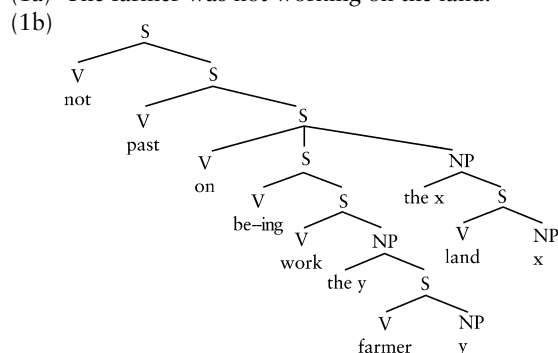 (1a) The farmer was not working on the land.
(1b)
S
V S
not
V S
past
V S NP
on the x S
V S
be–ing V NP
V NP land x
work the y S
V NP
farmer y